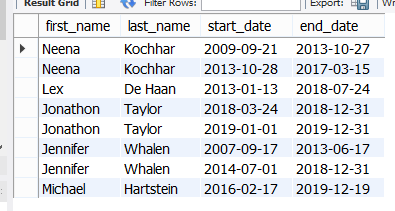 Result Grid Filter Rows: Export:
first_name last_name start_date end_date
Neena Kochhar 2009-09-21 2013-10-27
Neena Kochhar 2013-10-28 2017-03-15
Lex De Haan 2013-01-13 2018-07-24
Jonathon Taylor 2018-03-24 2018-12-31
Jonathon Taylor 2019-01-01 2019-12-31
Jennifer Whalen 2007-09-17 2013-06-17
Jennifer Whalen 2014-07-01 2018-12-31
Michael Hartstein 2016-02-17 2019-12-19